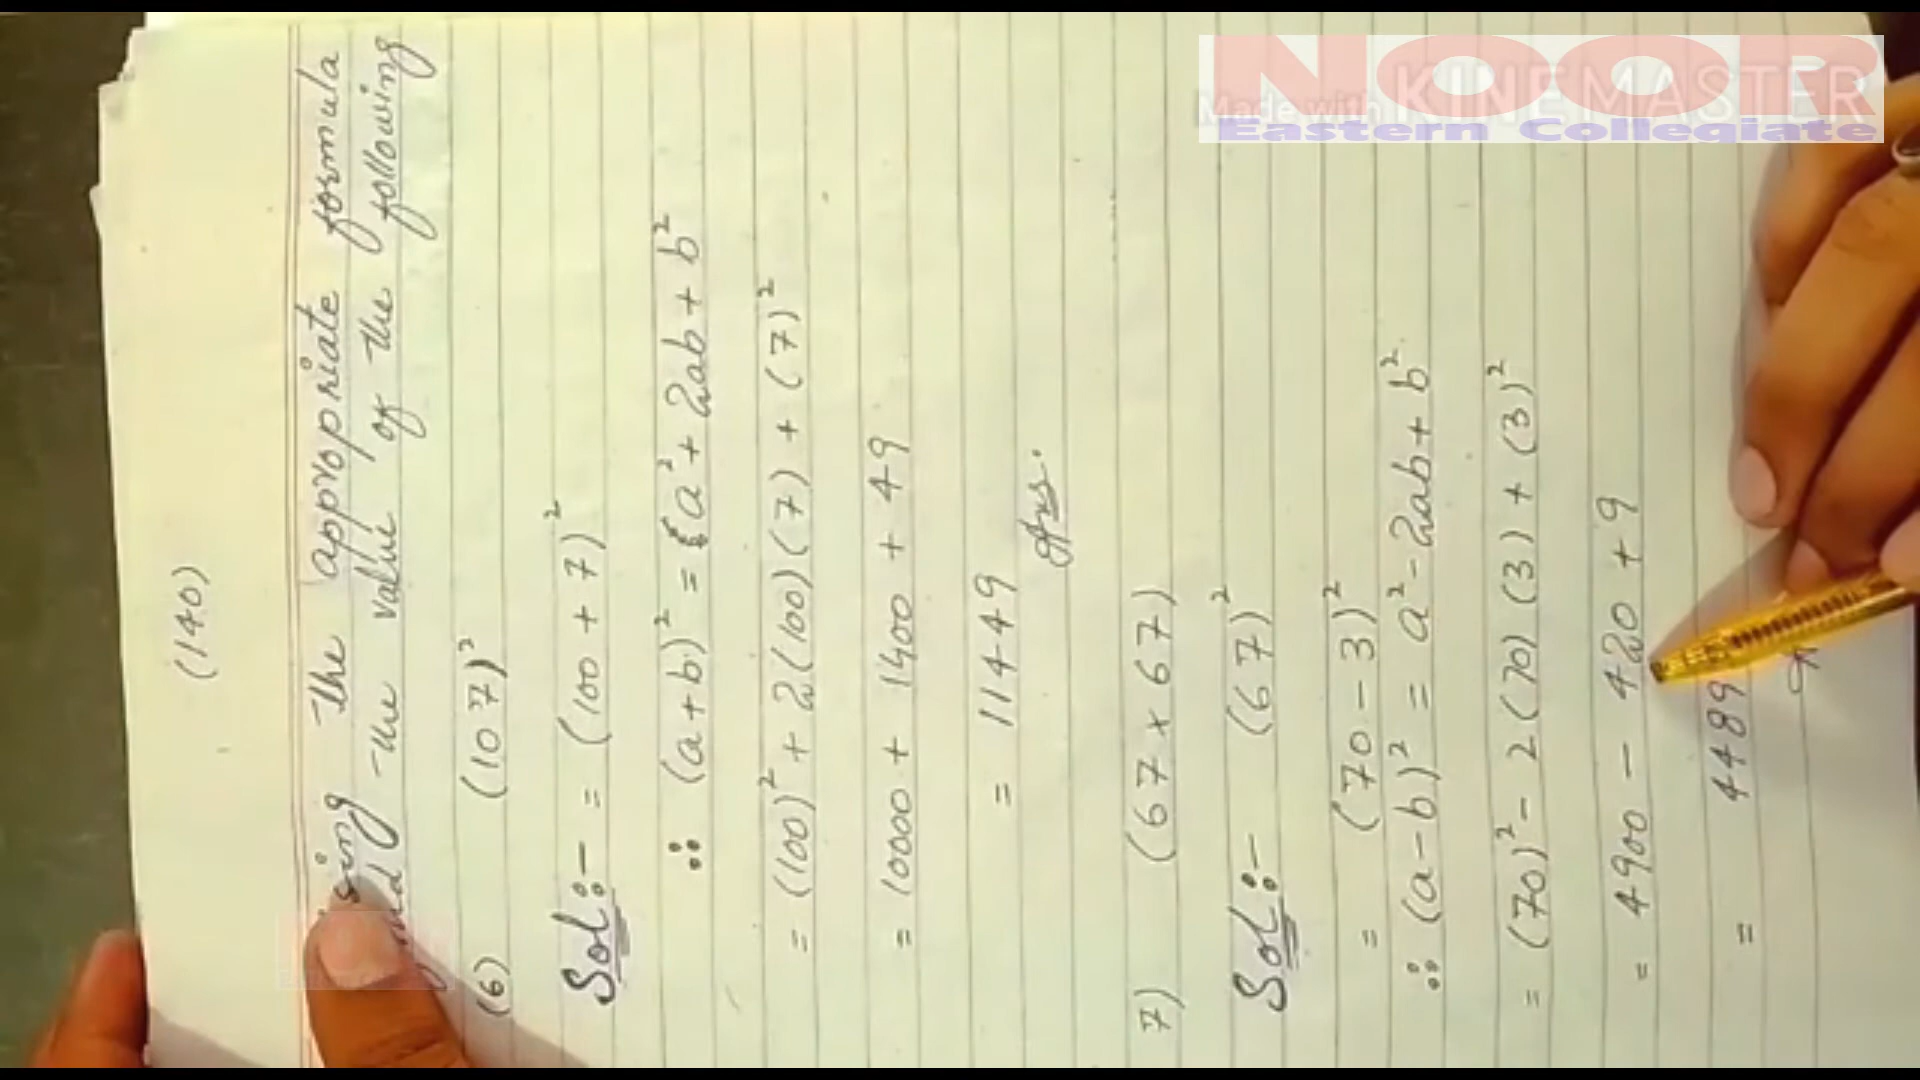 NOOR
Made with KINEMASTER
Eastern Collegiate
(140)
the appropriate formula
the value of the following
(6) (107)²
Sol:- = (100 + 7)²
∴ (a+b)² = a² + 2ab + b²
= (100)² + 2(100)(7) + (7)²
= 10000 + 1400 + 49
= 11449
Ans.
7) (67 × 67)
Sol:- (67)²
= (70 - 3)²
∴ (a-b)² = a² - 2ab + b²
= (70)² - 2(70)(3) + (3)²
= 4900 - 420 + 9
= 4489